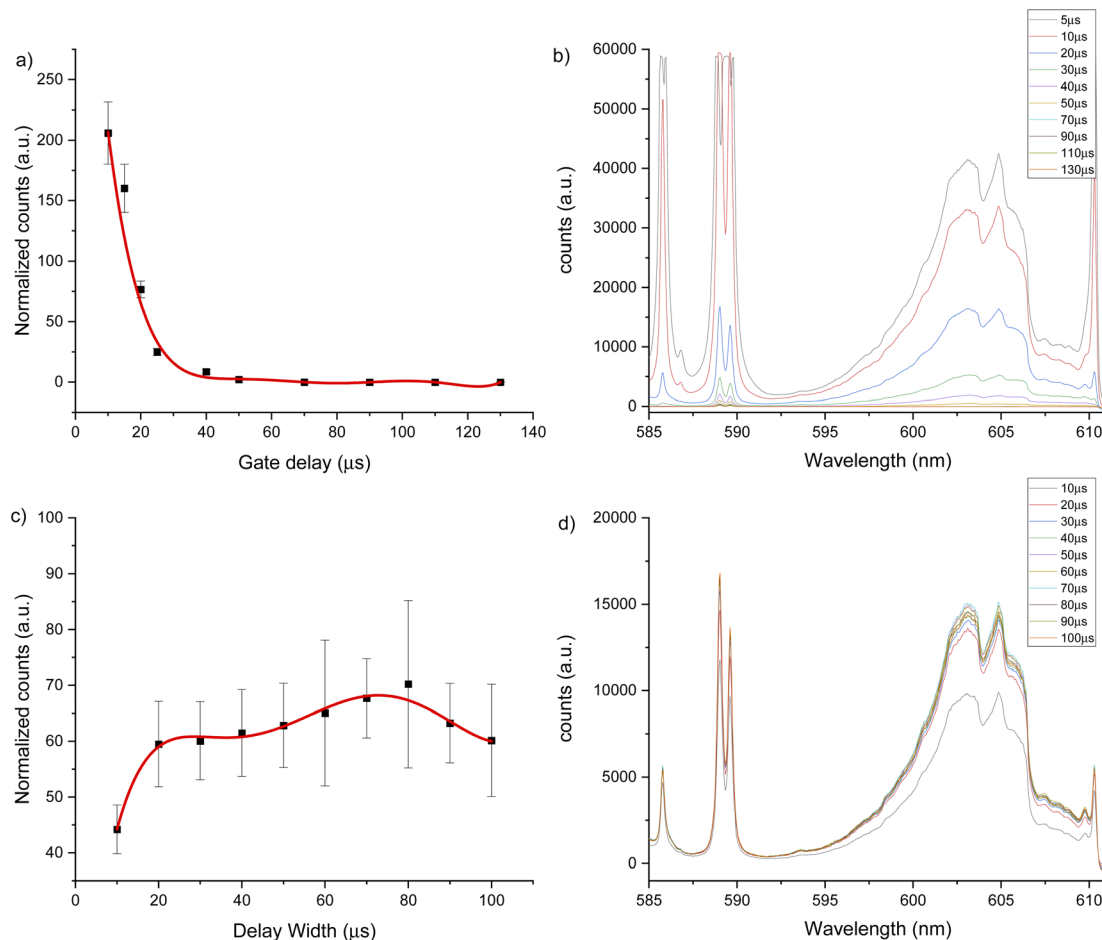 a)
Normalized counts (a.u.)
250
200
150
100
50
0
0 20 40 60 80 100 120 140
Gate delay (μs)
b)
counts (a.u.)
60000
50000
40000
30000
20000
10000
0
585 590 595 600 605 610
Wavelength (nm)
5μs
10μs
20μs
30μs
40μs
50μs
70μs
90μs
110μs
130μs
c)
Normalized counts (a.u.)
100
90
80
70
60
50
40
0 20 40 60 80 100
Delay Width (μs)
d)
counts (a.u.)
20000
15000
10000
5000
0
585 590 595 600 605 610
Wavelength (nm)
10μs
20μs
30μs
40μs
50μs
60μs
70μs
80μs
90μs
100μs